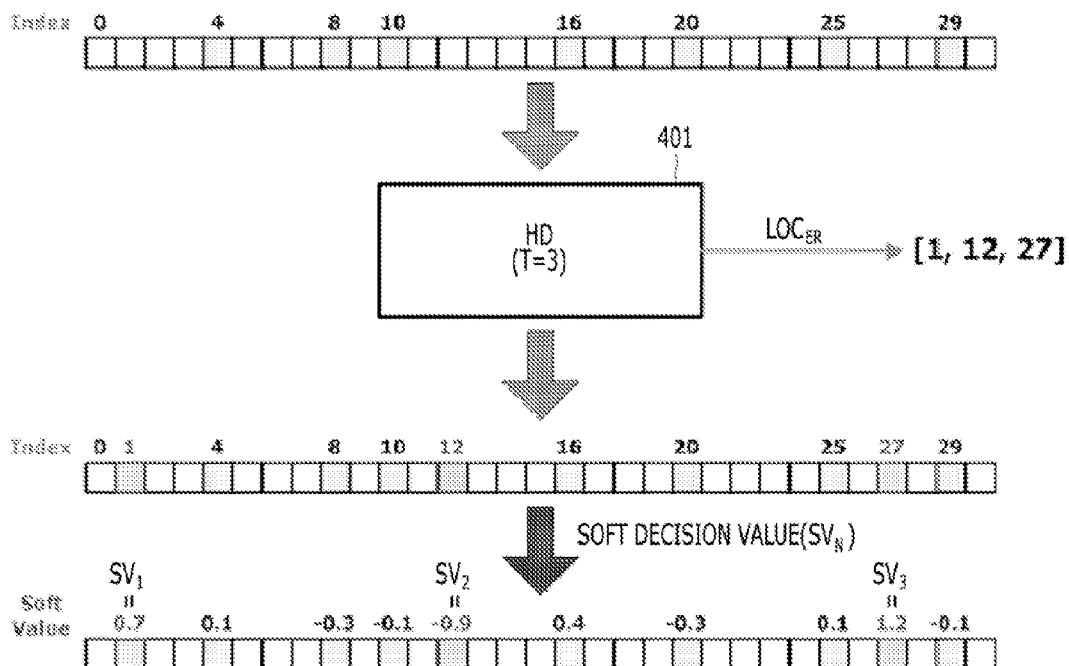 Index 0 4 8 10 16 20 25 29
401
HD
(T=3)
LOC_ER
[1, 12, 27]
Index 0 1 4 8 10 12 16 20 25 27 29
SOFT DECISION VALUE(SV_N)
SV_1 SV_2 SV_3
= = =
Soft
Value
0.7 0.1 -0.3 -0.1 -0.9 0.4 -0.3 0.1 1.2 -0.1